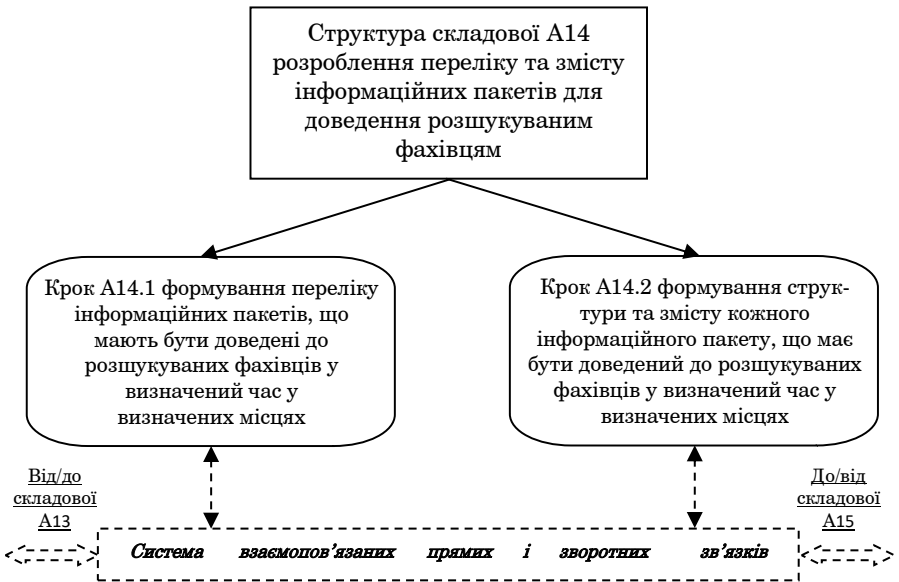 Структура складової А14
розроблення переліку та змісту
інформаційних пакетів для
доведення розшукуваним
фахівцям
Крок А14.1 формування переліку
інформаційних пакетів, що
мають бути доведені до
розшукуваних фахівців у
визначений час у
визначених місцях
Крок А14.2 формування струк-
тури та змісту кожного
інформаційного пакету, що має
бути доведений до розшукуваних
фахівців у визначений час у
визначених місцях
Від/до
складової
А13
До/від
складової
А15
Система взаємопов’язаних прямих і зворотних зв’язків